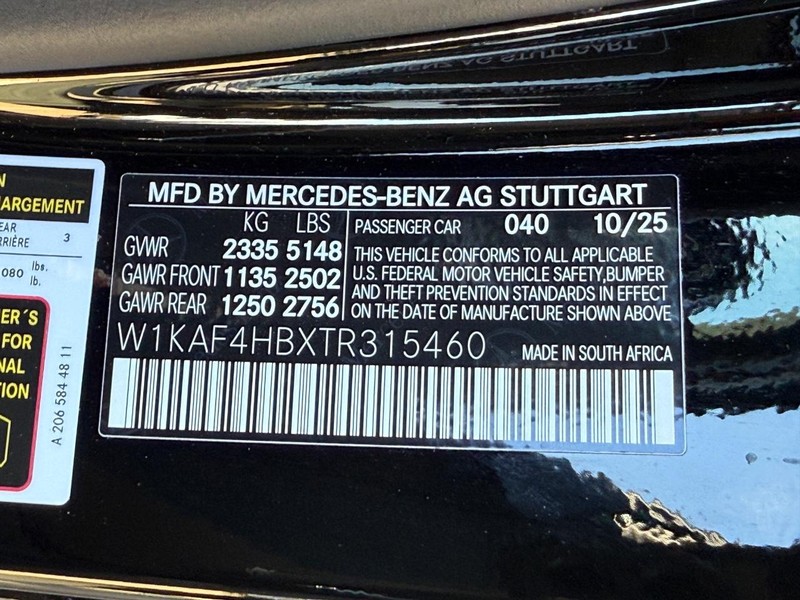 MFD BY MERCEDES-BENZ AG STUTTGART
KG LBS
GVWR 2335 5148
GAWR FRONT 1135 2502
GAWR REAR 1250 2756
PASSENGER CAR 040 10/25
THIS VEHICLE CONFORMS TO ALL APPLICABLE
U.S. FEDERAL MOTOR VEHICLE SAFETY,BUMPER
AND THEFT PREVENTION STANDARDS IN EFFECT
ON THE DATE OF MANUFACTURE SHOWN ABOVE
W1KAF4HBXTR315460
MADE IN SOUTH AFRICA
N
HARGEMENT
EAR
RRIÈRE 3
080 lbs.
lb.
ER´S
FOR
NAL
TION
A 206 584 48 11